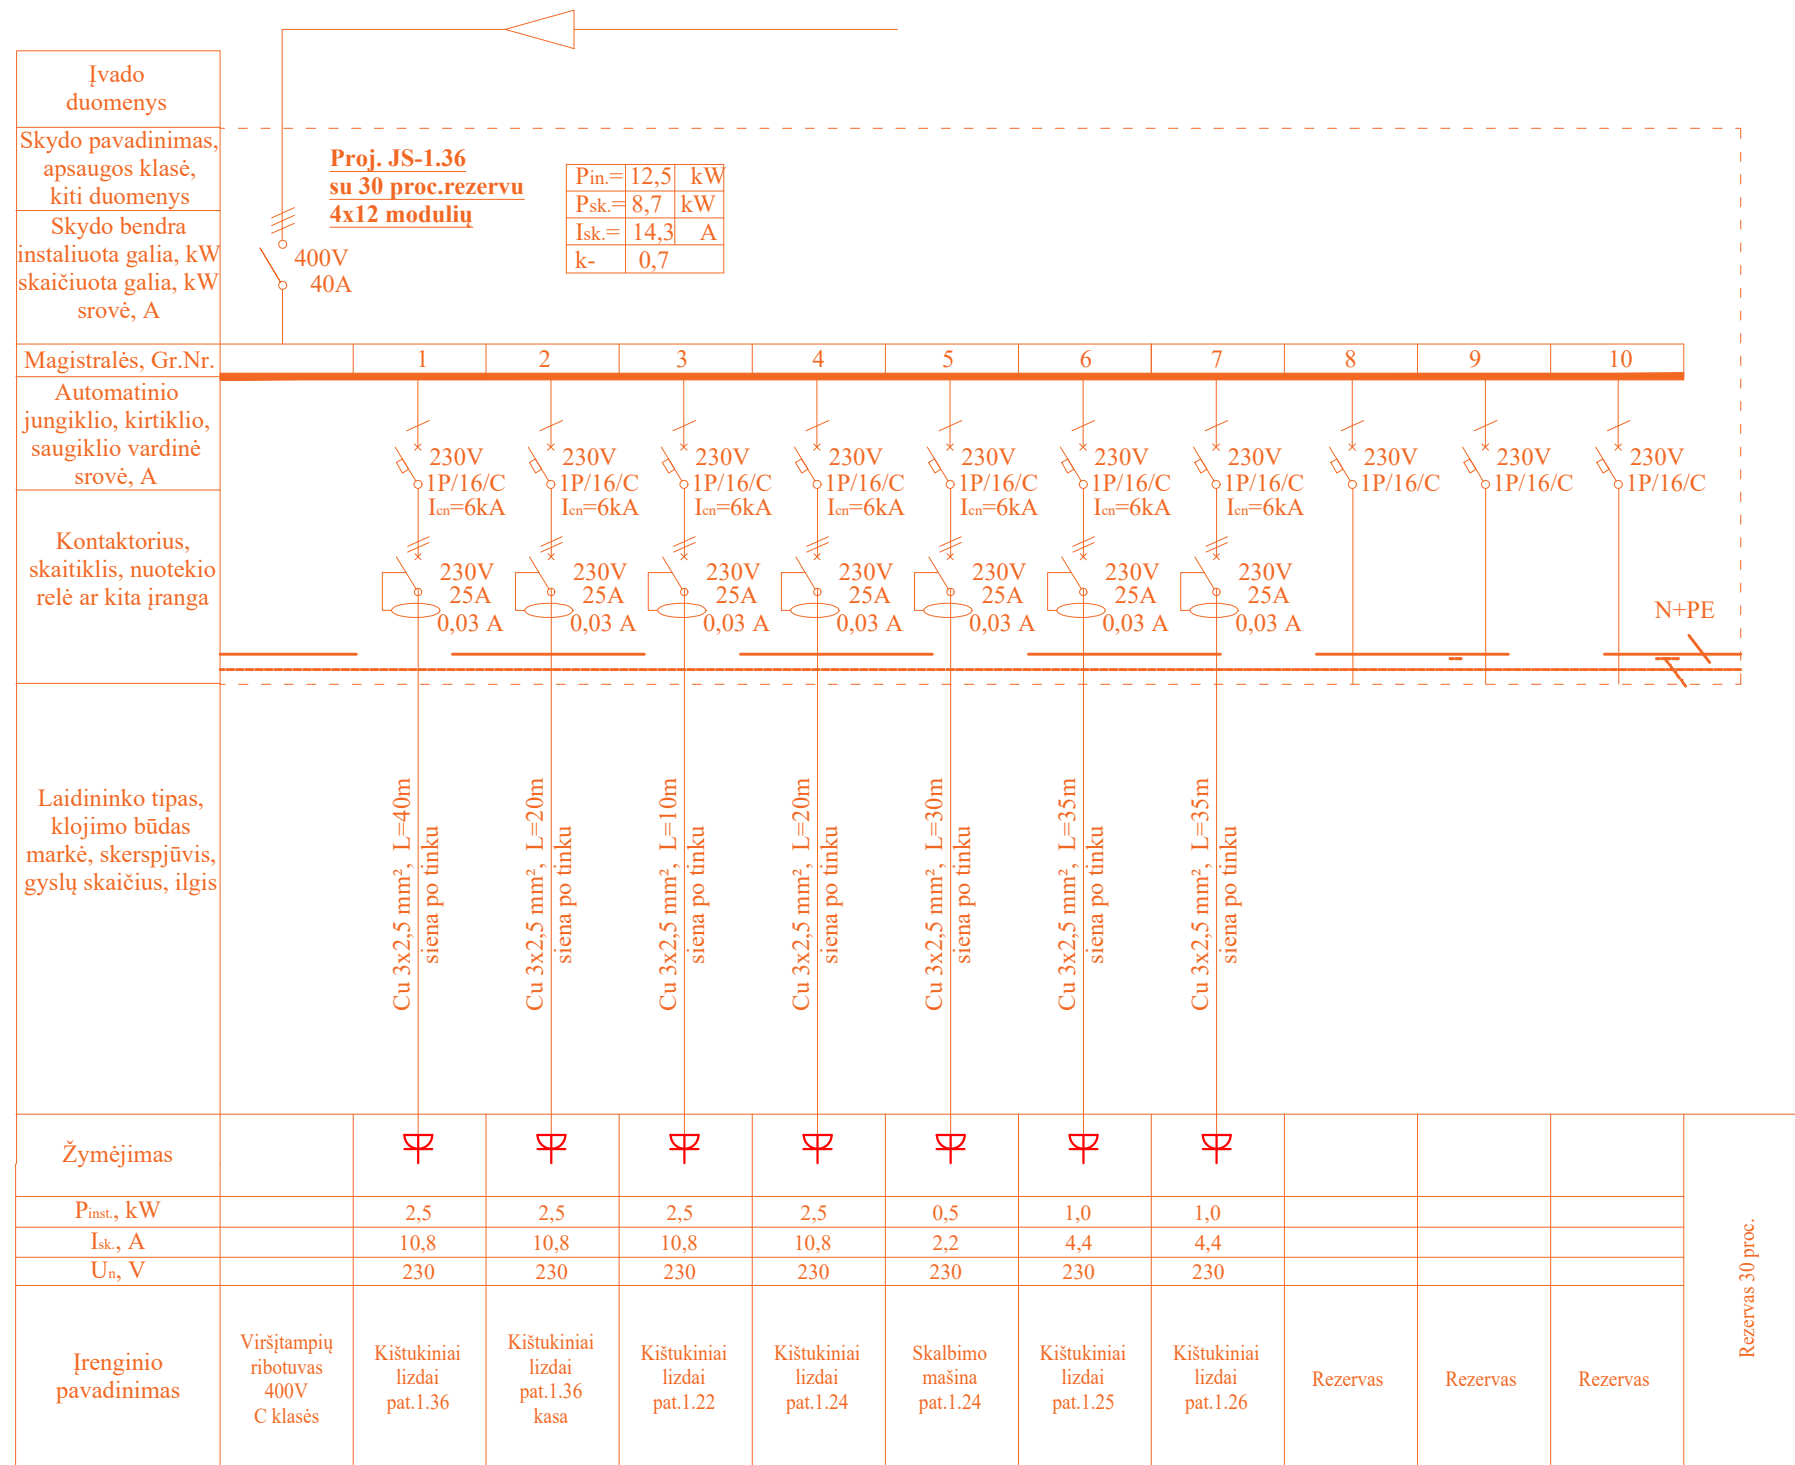 Įvado
duomenys
Skydo pavadinimas,
apsaugos klasė,
kiti duomenys
Skydo bendra
instaliuota galia, kW
skaičiuota galia, kW
srovė, A
Proj. JS-1.36
su 30 proc.rezervu
4x12 modulių
Pin.= 12,5 kW
Psk.= 8,7 kW
Isk.= 14,3 A
k- 0,7
400V
40A
Magistralės, Gr.Nr. 1 2 3 4 5 6 7 8 9 10
Automatinio
jungiklio, kirtiklio,
saugiklio vardinė
srovė, A
230V 230V 230V 230V 230V 230V 230V 230V 230V 230V
1P/16/C 1P/16/C 1P/16/C 1P/16/C 1P/16/C 1P/16/C 1P/16/C 1P/16/C 1P/16/C 1P/16/C
Icn=6kA Icn=6kA Icn=6kA Icn=6kA Icn=6kA Icn=6kA Icn=6kA
Kontaktorius,
skaitiklis, nuotekio
relė ar kita įranga
230V 230V 230V 230V 230V 230V 230V
25A 25A 25A 25A 25A 25A 25A
0,03 A 0,03 A 0,03 A 0,03 A 0,03 A 0,03 A 0,03 A
N+PE
Laidininko tipas,
klojimo būdas
markė, skerspjūvis,
gyslų skaičius, ilgis
Cu 3x2,5 mm², L=40m
siena po tinku
Cu 3x2,5 mm², L=20m
siena po tinku
Cu 3x2,5 mm², L=10m
siena po tinku
Cu 3x2,5 mm², L=20m
siena po tinku
Cu 3x2,5 mm², L=30m
siena po tinku
Cu 3x2,5 mm², L=35m
siena po tinku
Cu 3x2,5 mm², L=35m
siena po tinku
Žymėjimas
Pinst., kW 2,5 2,5 2,5 2,5 0,5 1,0 1,0
Isk., A 10,8 10,8 10,8 10,8 2,2 4,4 4,4
Un, V 230 230 230 230 230 230 230
Įrenginio
pavadinimas
Viršįtampių
ribotuvas
400V
C klasės
Kištukiniai
lizdai
pat.1.36
Kištukiniai
lizdai
pat.1.36
kasa
Kištukiniai
lizdai
pat.1.22
Kištukiniai
lizdai
pat.1.24
Skalbimo
mašina
pat.1.24
Kištukiniai
lizdai
pat.1.25
Kištukiniai
lizdai
pat.1.26
Rezervas
Rezervas
Rezervas
Rezervas 30 proc.